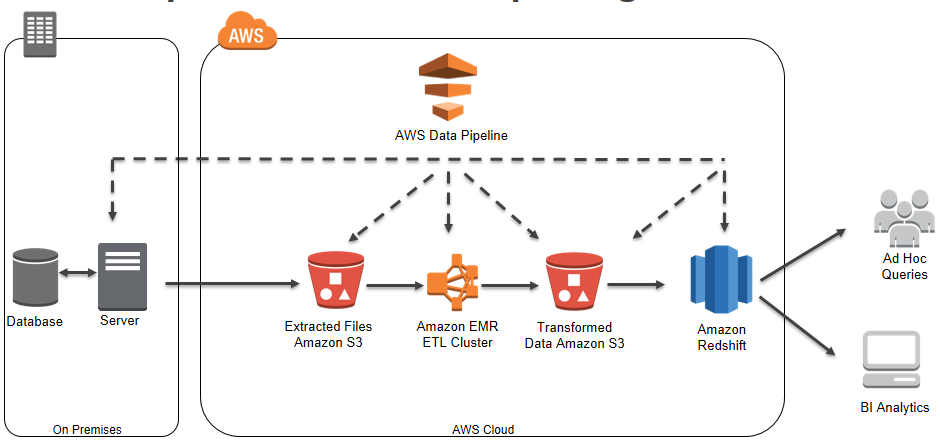 AWS
AWS Data Pipeline
Database
Server
Extracted Files
Amazon S3
Amazon EMR
ETL Cluster
Transformed
Data Amazon S3
Amazon
Redshift
Ad Hoc
Queries
BI Analytics
On Premises
AWS Cloud